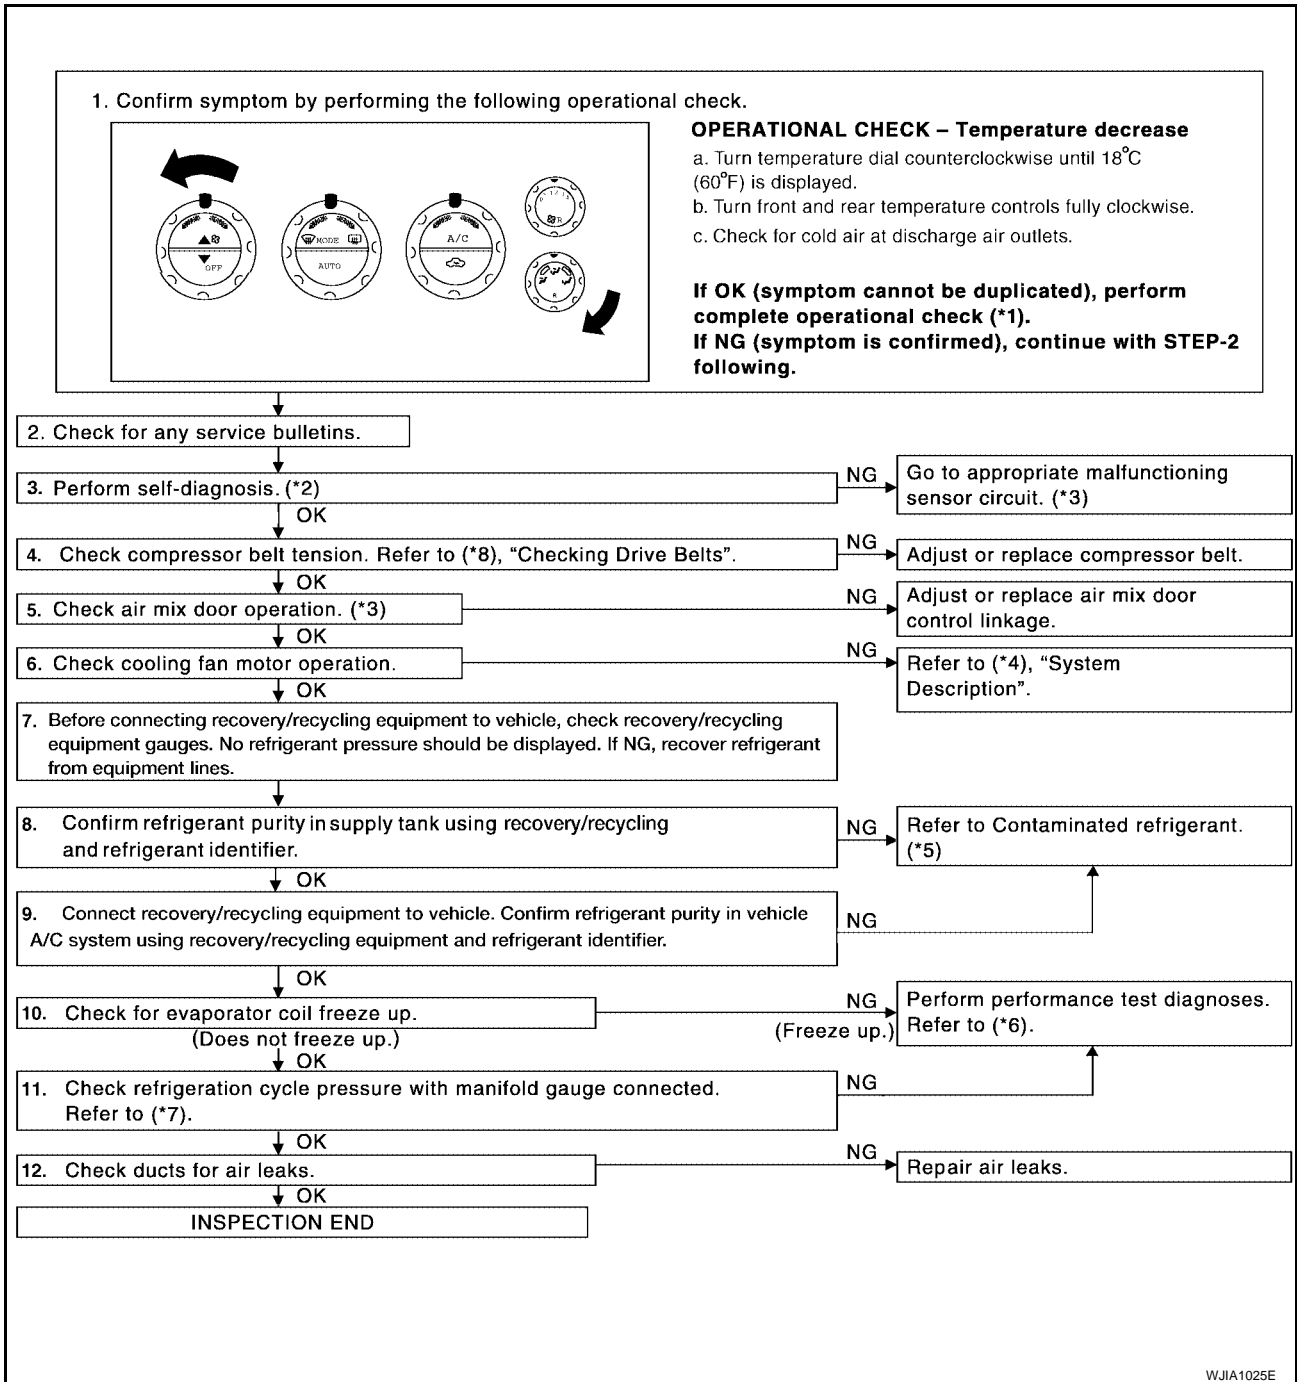 1. Confirm symptom by performing the following operational check.
OFF
MODE
AUTO
A/C
R
R
OPERATIONAL CHECK – Temperature decrease
a. Turn temperature dial counterclockwise until 18°C
(60°F) is displayed.
b. Turn front and rear temperature controls fully clockwise.
c. Check for cold air at discharge air outlets.
If OK (symptom cannot be duplicated), perform
complete operational check (*1).
If NG (symptom is confirmed), continue with STEP-2
following.
2. Check for any service bulletins.
3. Perform self-diagnosis. (*2)
NG
Go to appropriate malfunctioning
sensor circuit. (*3)
OK
4. Check compressor belt tension. Refer to (*8), “Checking Drive Belts”.
NG
Adjust or replace compressor belt.
OK
5. Check air mix door operation. (*3)
NG
Adjust or replace air mix door
control linkage.
OK
6. Check cooling fan motor operation.
NG
Refer to (*4), “System
Description”.
OK
7. Before connecting recovery/recycling equipment to vehicle, check recovery/recycling
equipment gauges. No refrigerant pressure should be displayed. If NG, recover refrigerant
from equipment lines.
8. Confirm refrigerant purity in supply tank using recovery/recycling
and refrigerant identifier.
NG
Refer to Contaminated refrigerant.
(*5)
OK
9. Connect recovery/recycling equipment to vehicle. Confirm refrigerant purity in vehicle
A/C system using recovery/recycling equipment and refrigerant identifier.
NG
OK
10. Check for evaporator coil freeze up.
NG
(Freeze up.)
Perform performance test diagnoses.
Refer to (*6).
(Does not freeze up.)
OK
11. Check refrigeration cycle pressure with manifold gauge connected.
Refer to (*7).
NG
OK
12. Check ducts for air leaks.
NG
Repair air leaks.
OK
INSPECTION END
WJIA1025E